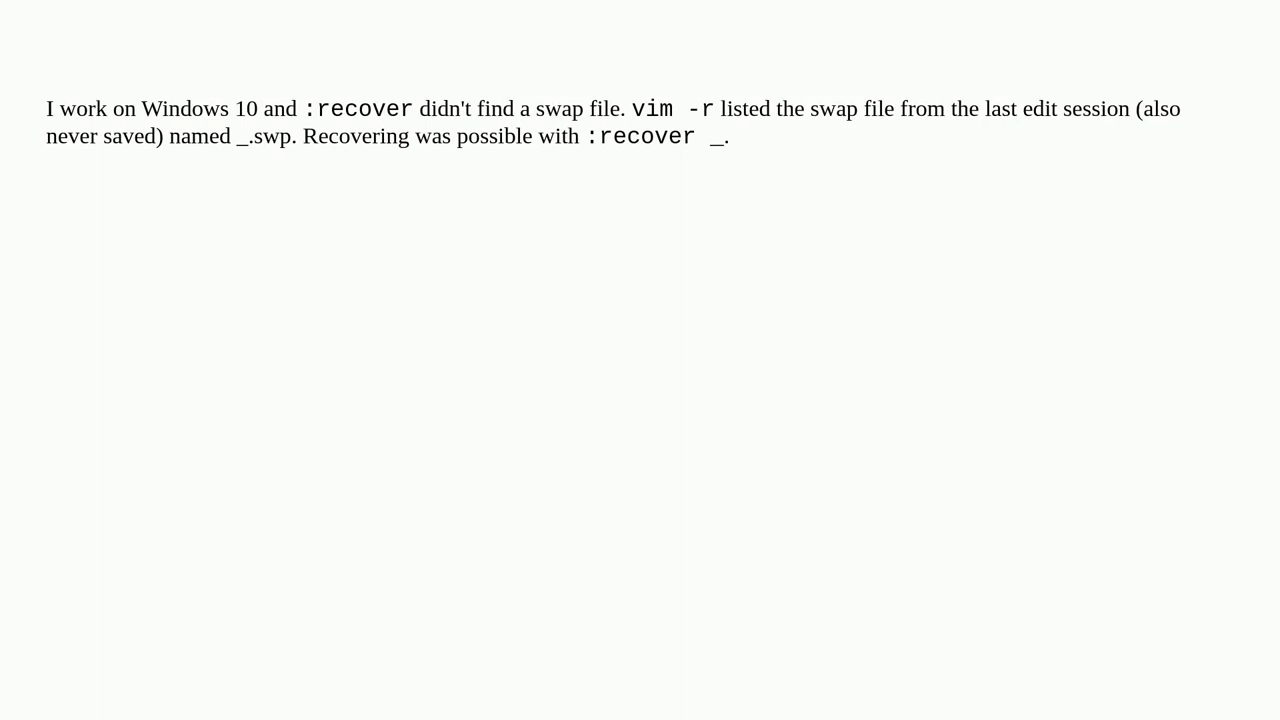 I work on Windows 10 and :recover didn't find a swap file. vim -r listed the swap file from the last edit session (also
never saved) named _.swp. Recovering was possible with :recover _.